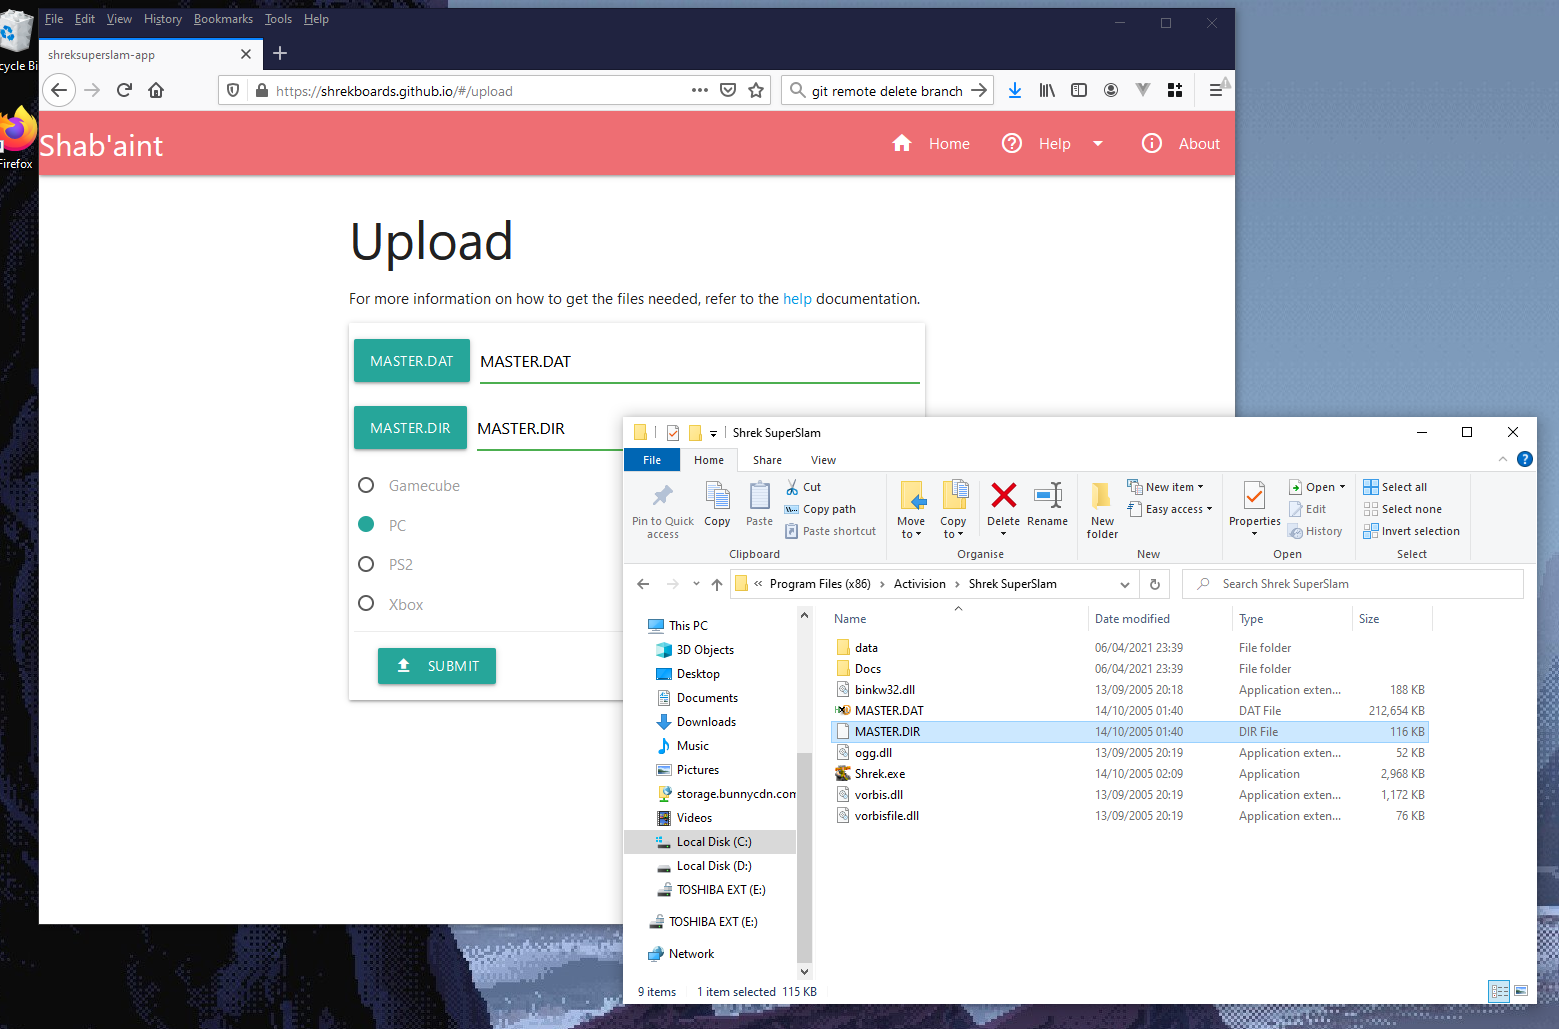 cycle Bi
Firefox
File Edit View History Bookmarks Tools Help
shreksuperslam-app
https://shrekboards.github.io/#/upload
git remote delete branch
Shab'aint
Home Help About
Upload
For more information on how to get the files needed, refer to the help documentation.
MASTER.DAT MASTER.DAT
MASTER.DIR MASTER.DIR
Gamecube
PC
PS2
Xbox
SUBMIT
Shrek SuperSlam
File Home Share View
Pin to Quick access
Copy
Paste
Cut
Copy path
Paste shortcut
Clipboard
Move to
Copy to
Delete
Rename
Organise
New folder
New item
Easy access
New
Properties
Open
Edit
History
Open
Select all
Select none
Invert selection
Select
« Program Files (x86) › Activision › Shrek SuperSlam
Search Shrek SuperSlam
This PC
3D Objects
Desktop
Documents
Downloads
Music
Pictures
storage.bunnycdn.com
Videos
Local Disk (C:)
Local Disk (D:)
TOSHIBA EXT (E:)
TOSHIBA EXT (E:)
Network
Name Date modified Type Size
data 06/04/2021 23:39 File folder
Docs 06/04/2021 23:39 File folder
binkw32.dll 13/09/2005 20:18 Application exten... 188 KB
MASTER.DAT 14/10/2005 01:40 DAT File 212,654 KB
MASTER.DIR 14/10/2005 01:40 DIR File 116 KB
ogg.dll 13/09/2005 20:19 Application exten... 52 KB
Shrek.exe 14/10/2005 02:09 Application 2,968 KB
vorbis.dll 13/09/2005 20:19 Application exten... 1,172 KB
vorbisfile.dll 13/09/2005 20:19 Application exten... 76 KB
9 items 1 item selected 115 KB